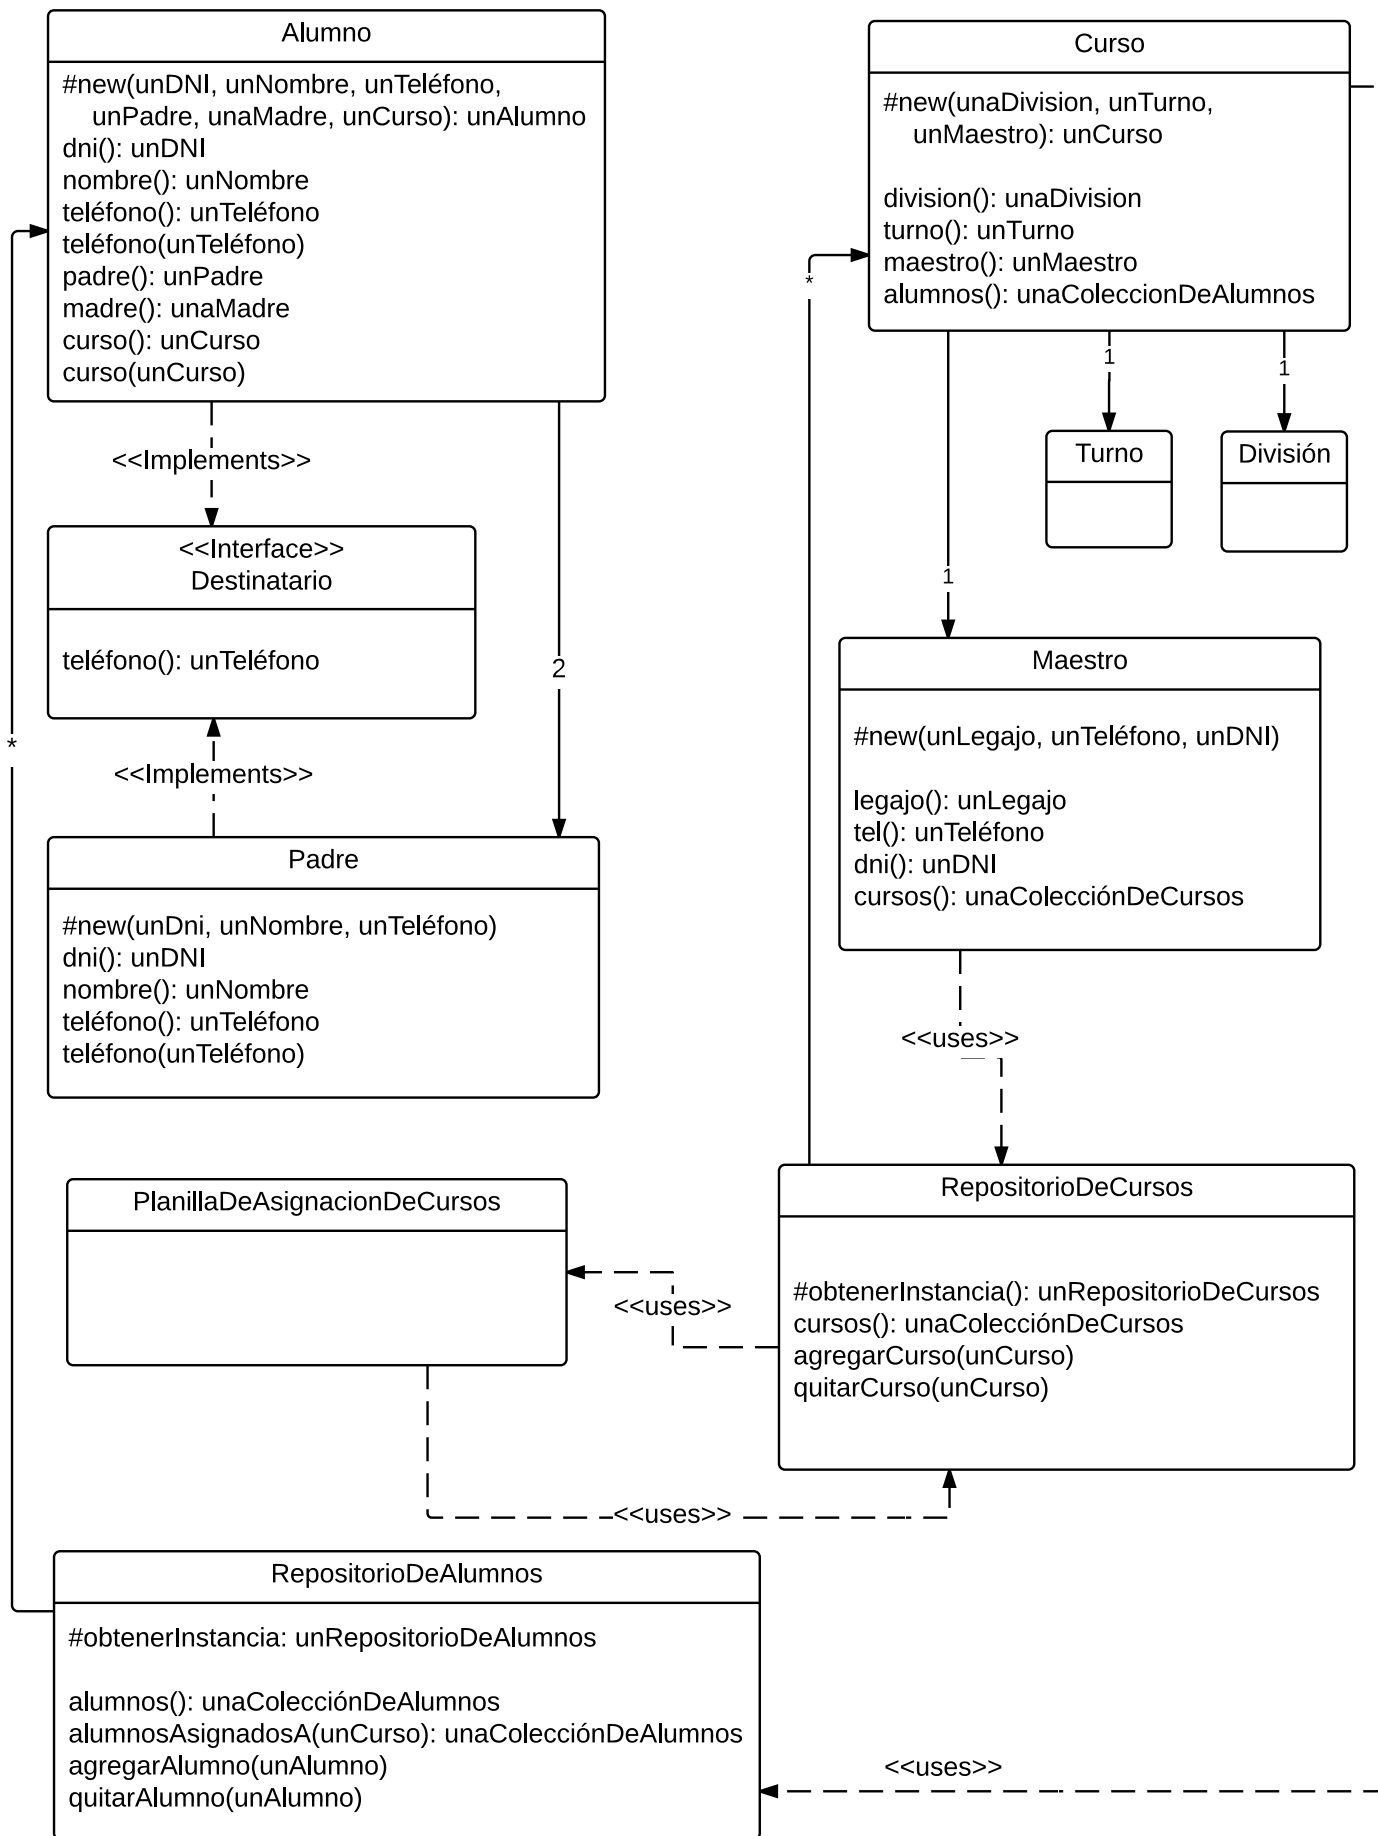 Alumno
#new(unDNI, unNombre, unTeléfono,
unPadre, unaMadre, unCurso): unAlumno
dni(): unDNI
nombre(): unNombre
teléfono(): unTeléfono
teléfono(unTeléfono)
padre(): unPadre
madre(): unaMadre
curso(): unCurso
curso(unCurso)
Curso
#new(unaDivision, unTurno,
unMaestro): unCurso
division(): unaDivision
turno(): unTurno
maestro(): unMaestro
alumnos(): unaColeccionDeAlumnos
*
1
1
<<Implements>>
Turno
División
<<Interface>>
Destinatario
teléfono(): unTeléfono
1
2
Maestro
#new(unLegajo, unTeléfono, unDNI)
legajo(): unLegajo
tel(): unTeléfono
dni(): unDNI
cursos(): unaColecciónDeCursos
*
<<Implements>>
Padre
#new(unDni, unNombre, unTeléfono)
dni(): unDNI
nombre(): unNombre
teléfono(): unTeléfono
teléfono(unTeléfono)
<<uses>>
PlanillaDeAsignacionDeCursos
RepositorioDeCursos
#obtenerInstancia(): unRepositorioDeCursos
cursos(): unaColecciónDeCursos
agregarCurso(unCurso)
quitarCurso(unCurso)
<<uses>>
<<uses>>
RepositorioDeAlumnos
#obtenerInstancia: unRepositorioDeAlumnos
alumnos(): unaColecciónDeAlumnos
alumnosAsignadosA(unCurso): unaColecciónDeAlumnos
agregarAlumno(unAlumno)
quitarAlumno(unAlumno)
<<uses>>